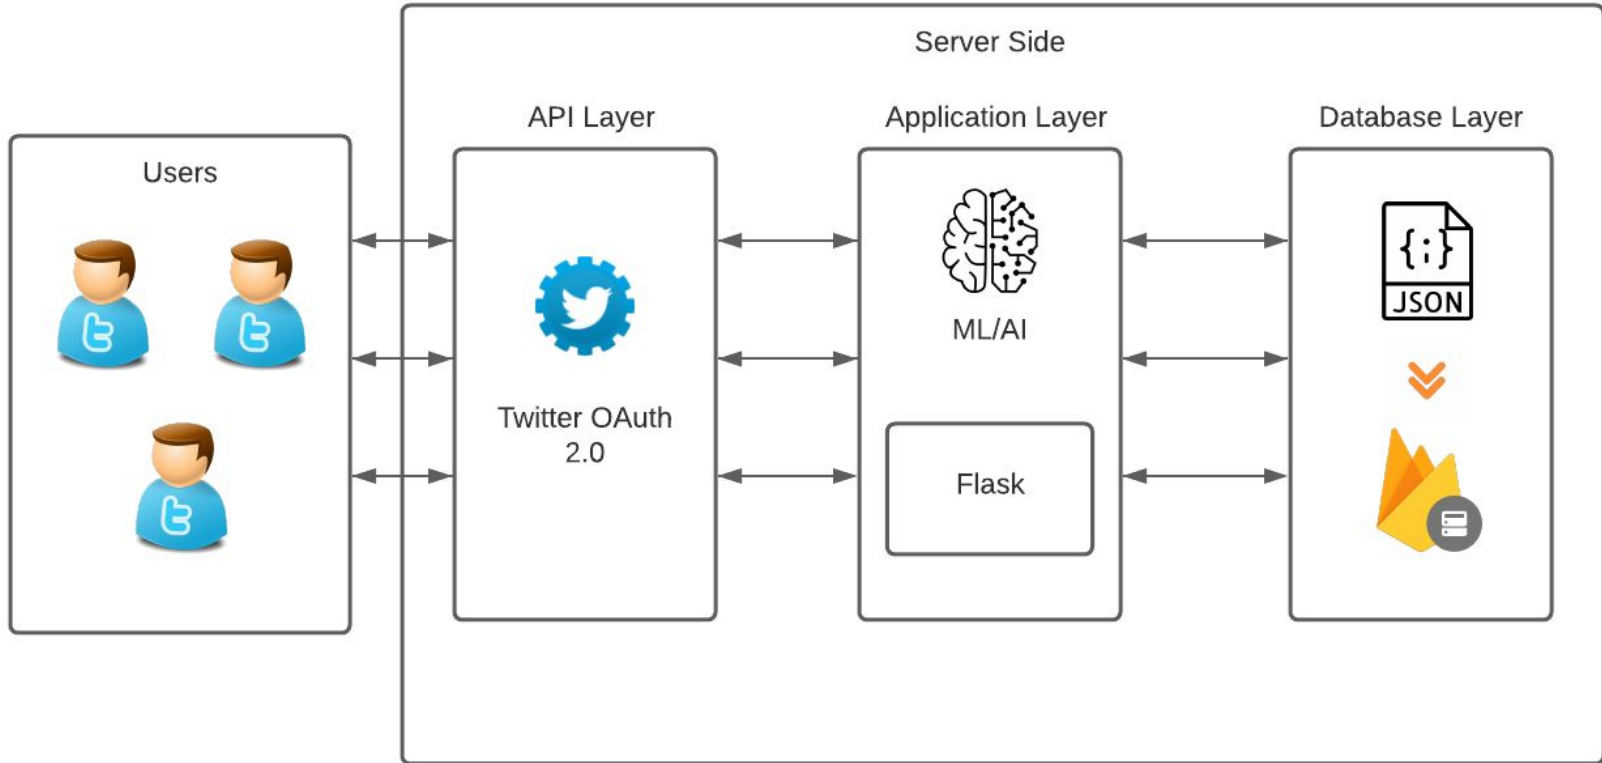 Server Side
API Layer
Application Layer
Database Layer
Users
t
t
t
Twitter OAuth
2.0
ML/AI
Flask
{;}
JSON